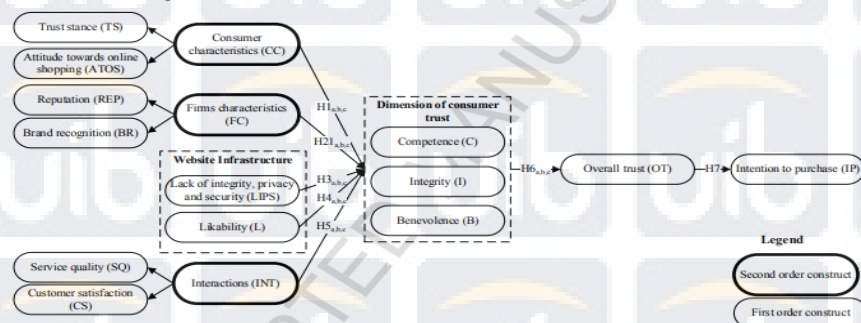 Trust stance (TS)
Attitude towards online
shopping (ATOS)
Reputation (REP)
Brand recognition (BR)
Consumer
characteristics (CC)
Firms characteristics
(FC)
Website Infrastructure
Lack of integrity, privacy
and security (LIPS)
Likability (L)
Service quality (SQ)
Customer satisfaction
(CS)
Interactions (INT)
H1a,b,c
H21a,b,c
H3a,b,c
H4a,b,c
H5a,b,c
Dimension of consumer
trust
Competence (C)
Integrity (I)
Benevolence (B)
H6a,b,c
Overall trust (OT)
H7
Intention to purchase (IP)
Legend
Second order construct
First order construct